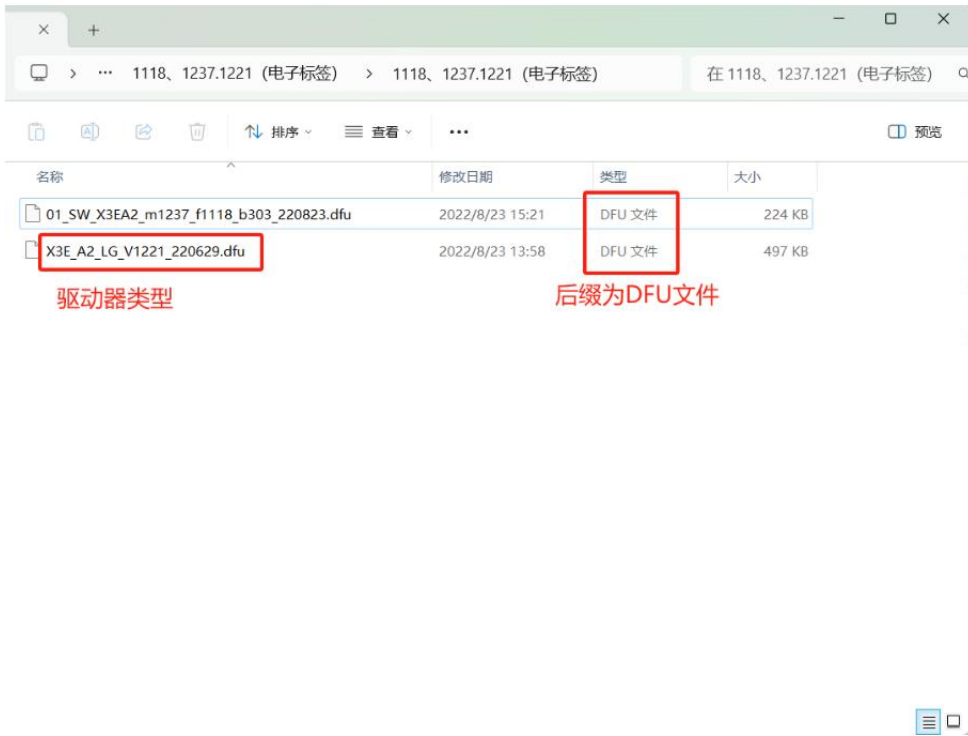 ··· 1118、1237.1221 (电子标签) > 1118、1237.1221 (电子标签) 在 1118、1237.1221 (电子标签)
排序 查看 ··· 预览
名称 修改日期 类型 大小
01_SW_X3EA2_m1237_f1118_b303_220823.dfu 2022/8/23 15:21 DFU 文件 224 KB
X3E_A2_LG_V1221_220629.dfu 2022/8/23 13:58 DFU 文件 497 KB
驱动器类型 后缀为DFU文件